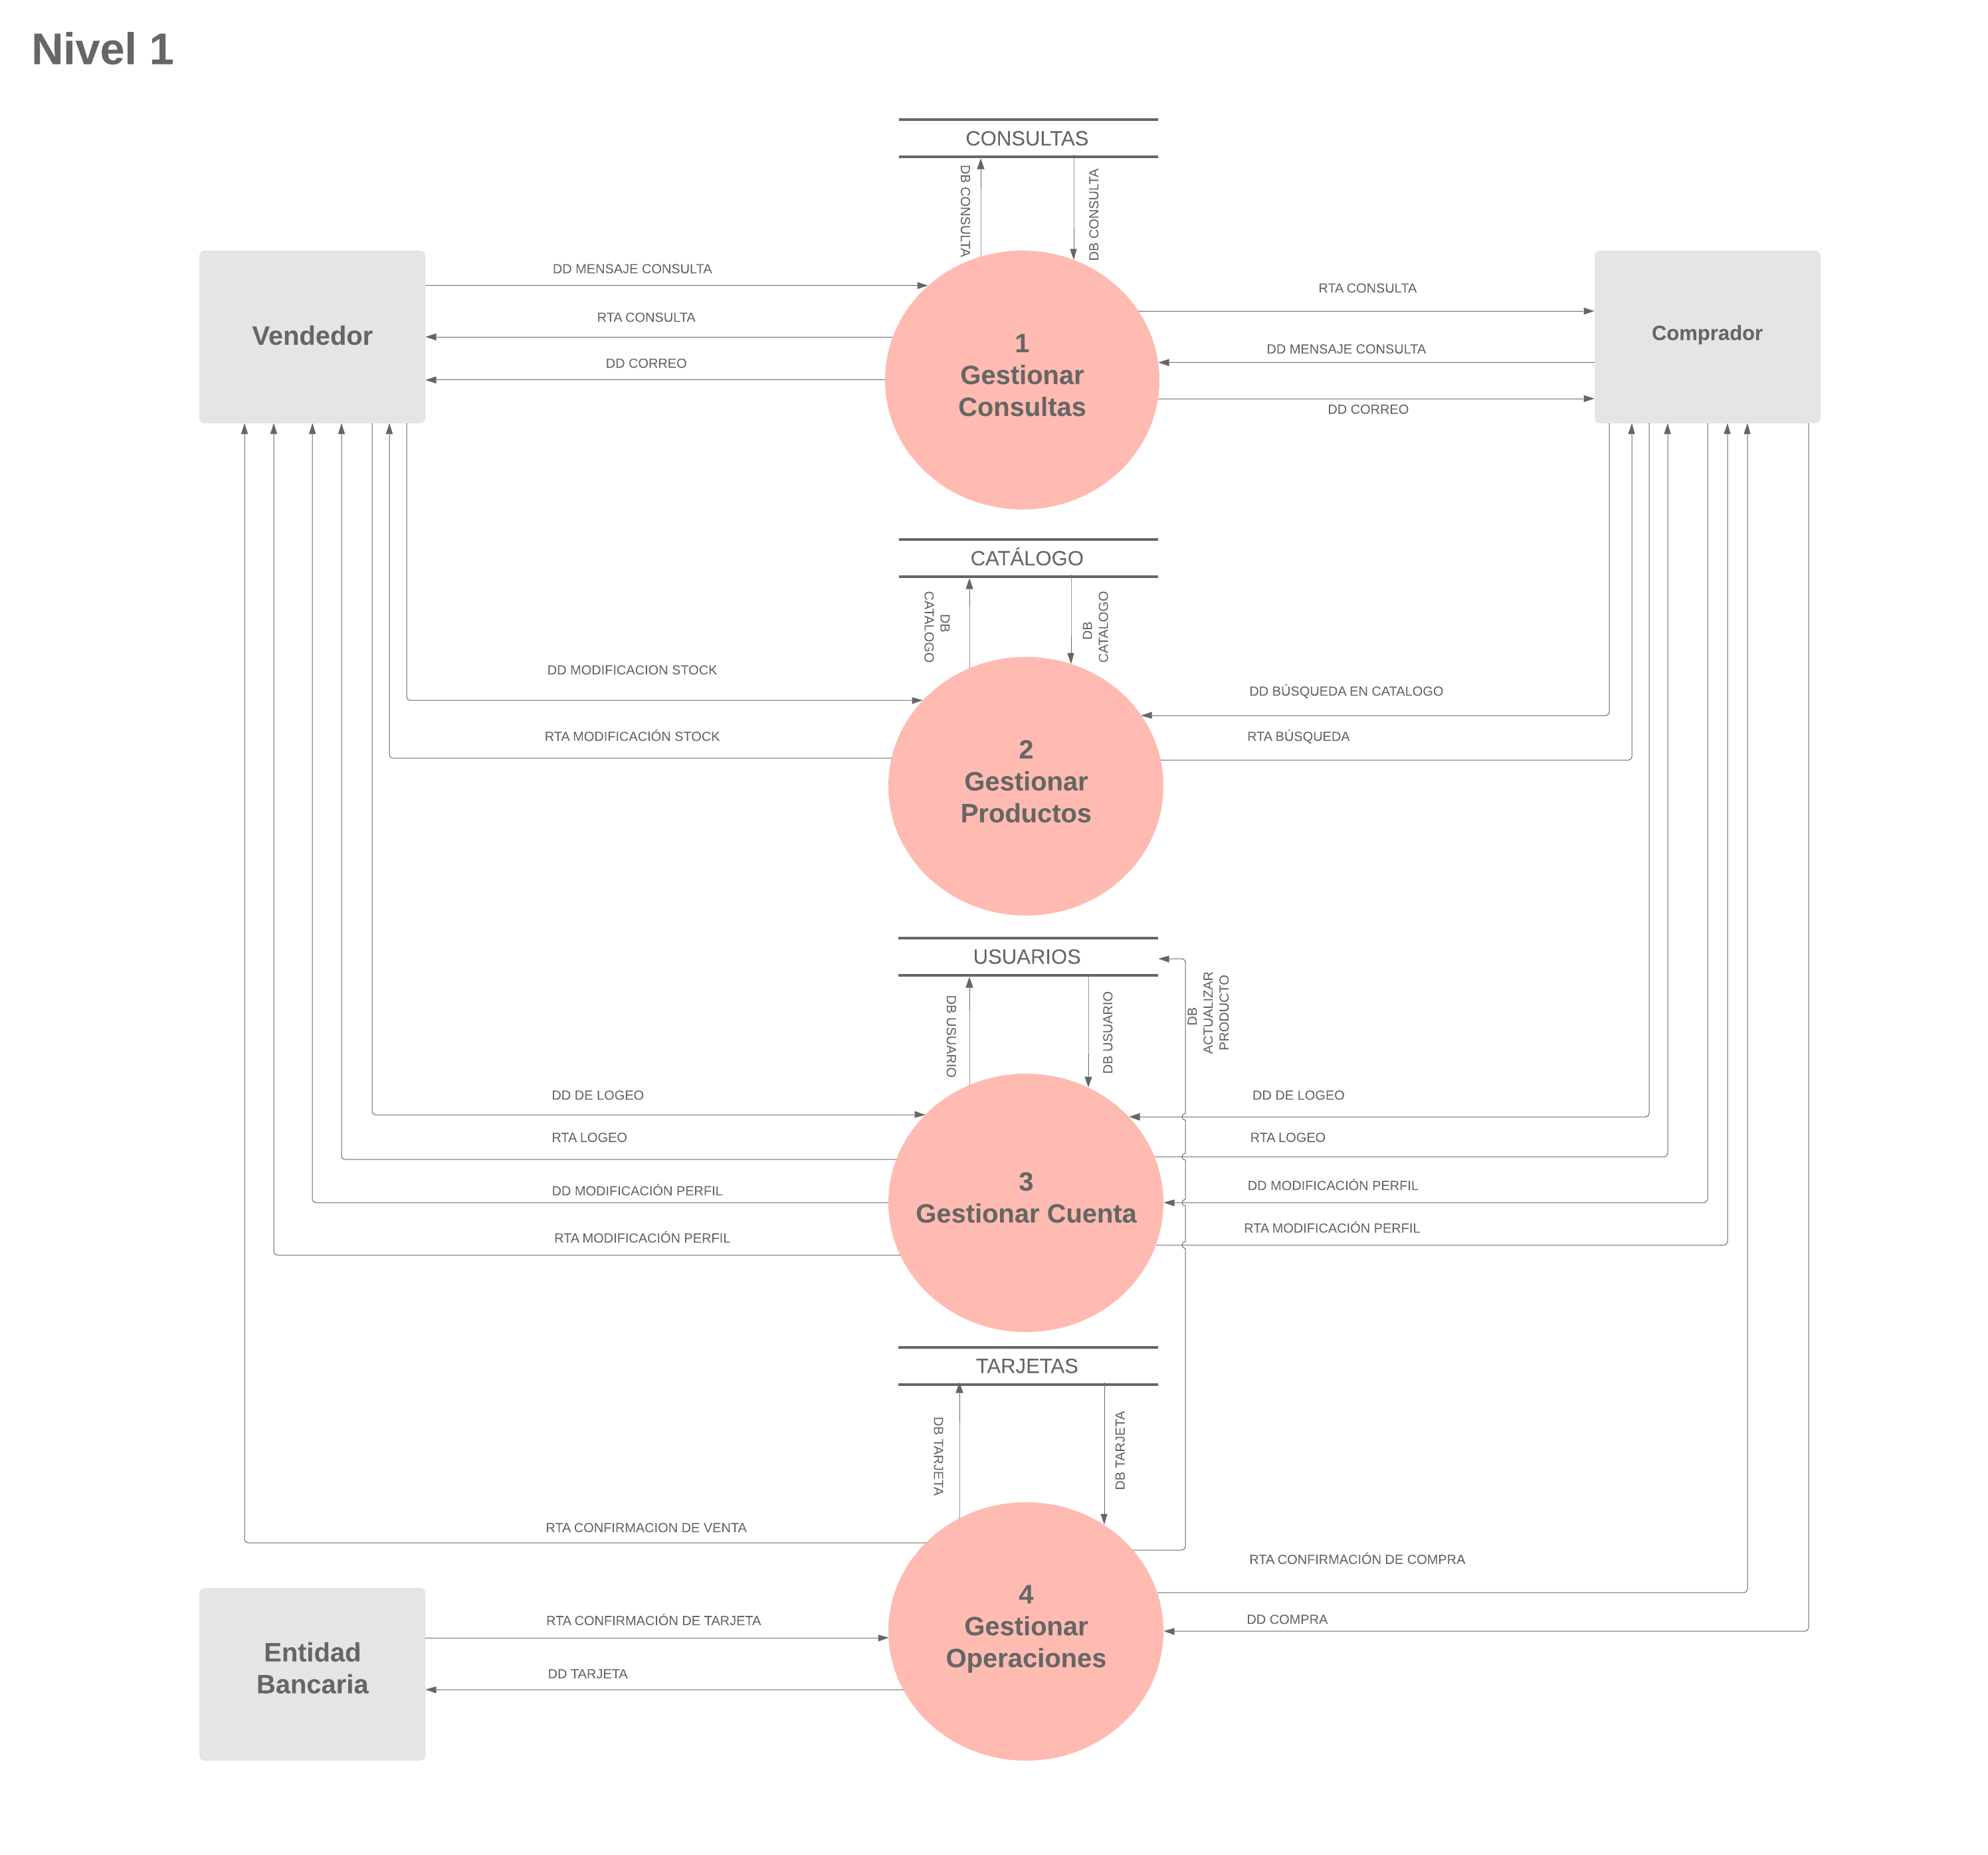 Nivel 1
CONSULTAS
DB CONSULTA
DB CONSULTA
Vendedor
DD MENSAJE CONSULTA
RTA CONSULTA
DD CORREO
1
Gestionar
Consultas
RTA CONSULTA
DD MENSAJE CONSULTA
DD CORREO
Comprador
CATÁLOGO
DB
CATALOGO
DB
CATALOGO
DD MODIFICACION STOCK
RTA MODIFICACIÓN STOCK
2
Gestionar
Productos
DD BÚSQUEDA EN CATALOGO
RTA BÚSQUEDA
USUARIOS
DB USUARIO
DB USUARIO
DB
ACTUALIZAR
PRODUCTO
DD DE LOGEO
RTA LOGEO
DD MODIFICACIÓN PERFIL
RTA MODIFICACIÓN PERFIL
3
Gestionar Cuenta
DD DE LOGEO
RTA LOGEO
DD MODIFICACIÓN PERFIL
RTA MODIFICACIÓN PERFIL
TARJETAS
DB TARJETA
DB TARJETA
RTA CONFIRMACION DE VENTA
4
Gestionar
Operaciones
RTA CONFIRMACIÓN DE COMPRA
DD COMPRA
Entidad
Bancaria
RTA CONFIRMACIÓN DE TARJETA
DD TARJETA